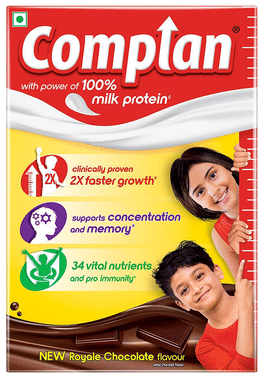 Complan®
with power of 100%
milk protein◊
2X
clinically proven
2X faster growth*
supports concentration
and memory#
34 vital nutrients
and pro immunity^
NEW Royale Chocolate flavour